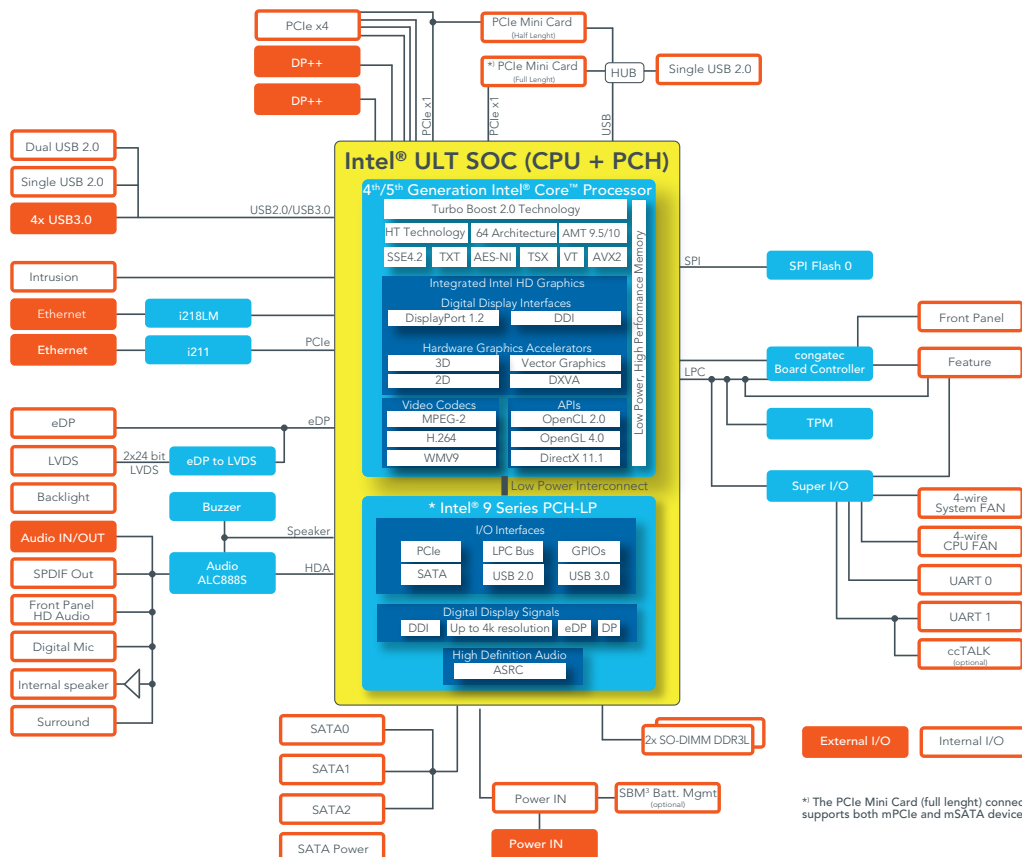 PCIe x4
DP++
DP++
PCIe Mini Card
(Half Lenght)
*) PCIe Mini Card
(Full Lenght)
HUB
Single USB 2.0
PCIe x1
PCIe x1
USB
Dual USB 2.0
Single USB 2.0
4x USB3.0
USB2.0/USB3.0
Intrusion
Ethernet
i218LM
Ethernet
i211
PCIe
eDP
eDP
LVDS
2x24 bit
LVDS
eDP to LVDS
Backlight
Buzzer
Speaker
Audio IN/OUT
SPDIF Out
Audio
ALC888S
HDA
Front Panel
HD Audio
Digital Mic
Internal speaker
Surround
Intel® ULT SOC (CPU + PCH)
4th/5th Generation Intel® Core™ Processor
Turbo Boost 2.0 Technology
HT Technology
64 Architecture
AMT 9.5/10
SSE4.2
TXT
AES-NI
TSX
VT
AVX2
Low Power, High Performance Memory
Integrated Intel HD Graphics
Digital Display Interfaces
DisplayPort 1.2
DDI
Hardware Graphics Accelerators
3D
Vector Graphics
2D
DXVA
Video Codecs
MPEG-2
H.264
WMV9
APIs
OpenCL 2.0
OpenGL 4.0
DirectX 11.1
Low Power Interconnect
* Intel® 9 Series PCH-LP
I/O Interfaces
PCIe
LPC Bus
GPIOs
SATA
USB 2.0
USB 3.0
Digital Display Signals
DDI
Up to 4k resolution
eDP
DP
High Definition Audio
ASRC
SPI
SPI Flash 0
LPC
congatec
Board Controller
Front Panel
Feature
TPM
Super I/O
4-wire
System FAN
4-wire
CPU FAN
UART 0
UART 1
ccTALK
(optional)
SATA0
SATA1
SATA2
SATA Power
2x SO-DIMM DDR3L
Power IN
SBM³ Batt. Mgmt
(optional)
Power IN
External I/O
Internal I/O
*) The PCIe Mini Card (full lenght) connec
supports both mPCIe and mSATA device